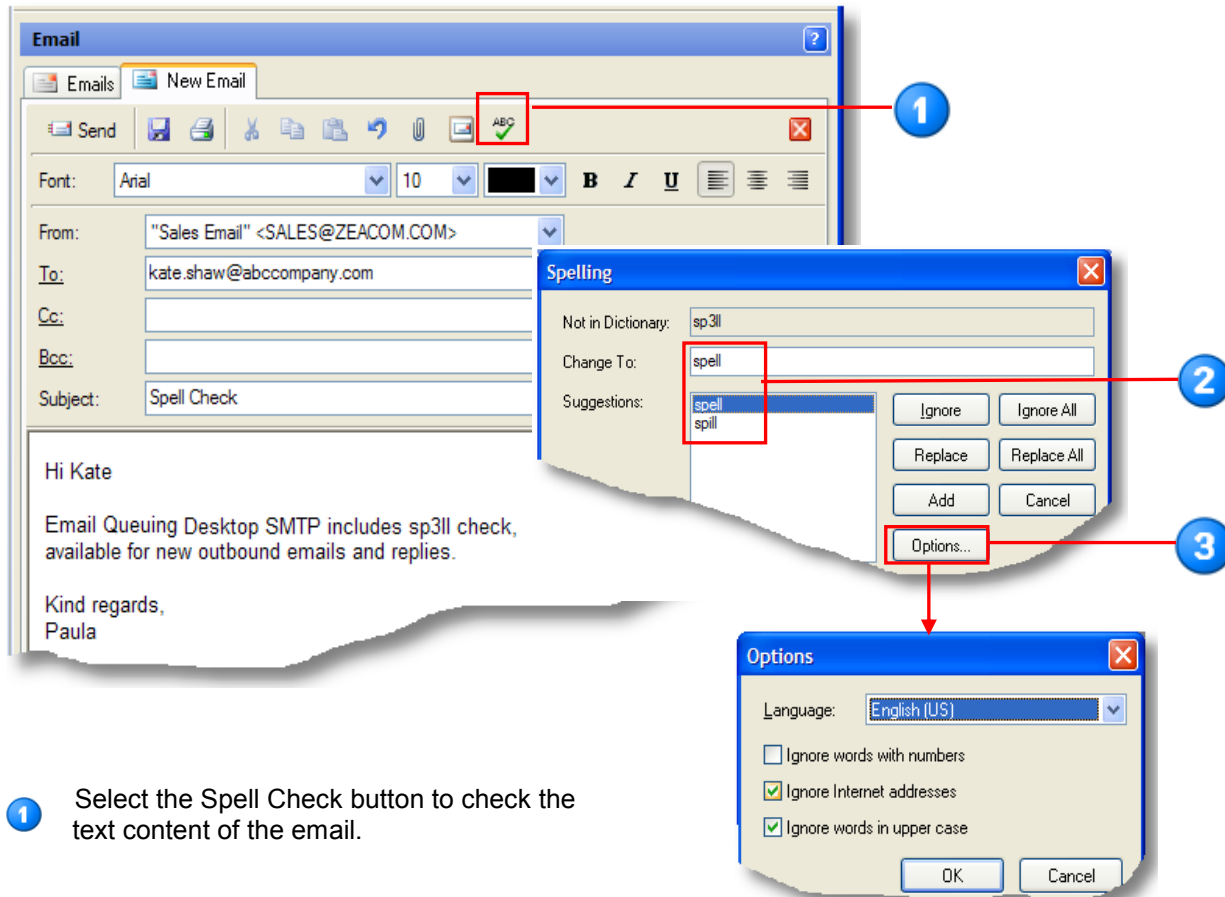 Email
?
Emails New Email
Send ABC
1
Font: Arial 10 B I U
From: "Sales Email" <SALES@ZEACOM.COM>
To: kate.shaw@abccompany.com
Cc:
Bcc:
Subject: Spell Check
Hi Kate
Email Queuing Desktop SMTP includes sp3ll check,
available for new outbound emails and replies.
Kind regards,
Paula
Spelling
Not in Dictionary: sp3ll
Change To: spell
2
Suggestions: spell
spill
Ignore Ignore All
Replace Replace All
Add Cancel
Options...
3
Options
Language: English (US)
Ignore words with numbers
Ignore Internet addresses
Ignore words in upper case
OK Cancel
1 Select the Spell Check button to check the
text content of the email.